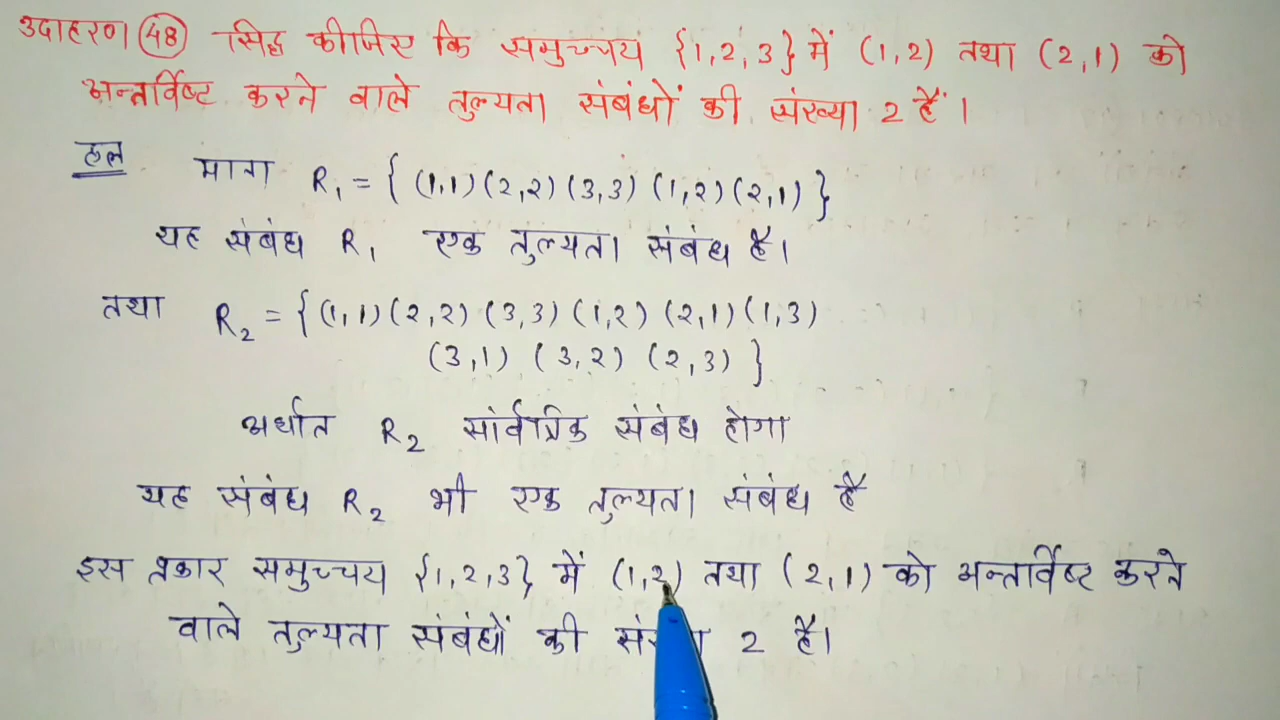 उदाहरण 48 सिद्ध कीजिए कि समुच्चय {1,2,3} में (1,2) तथा (2,1) को
अन्तर्विष्ट करने वाले तुल्यता संबंधों की संख्या 2 हैं।
हल माना R₁ = { (1,1) (2,2) (3,3) (1,2) (2,1) }
यह संबंध R₁ एक तुल्यता संबंध है।
तथा R₂ = { (1,1) (2,2) (3,3) (1,2) (2,1) (1,3)
(3,1) (3,2) (2,3) }
अर्थात R₂ सार्वत्रिक संबंध होगा
यह संबंध R₂ भी एक तुल्यता संबंध है
इस प्रकार समुच्चय {1,2,3} में (1,2) तथा (2,1) को अन्तर्विष्ट करने
वाले तुल्यता संबंधों की 2 है।